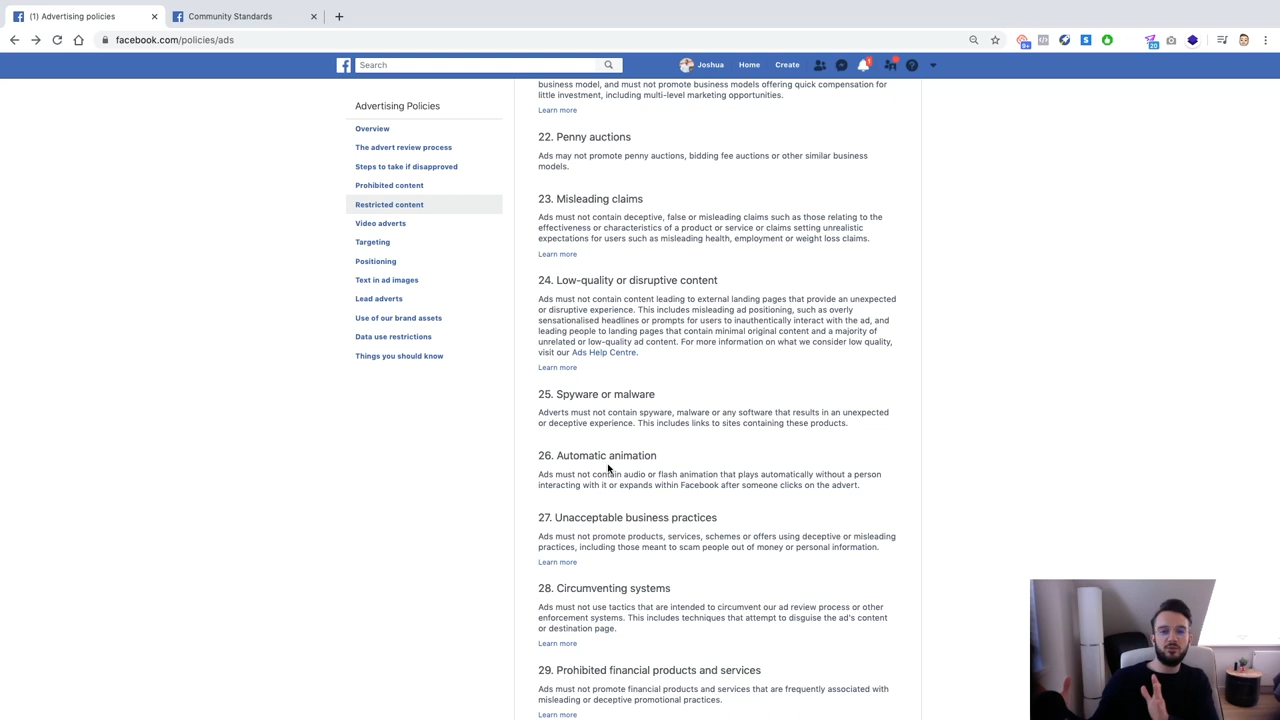 (1) Advertising policies
Community Standards
facebook.com/policies/ads
9+
20
Search
Joshua
Home
Create
1
Advertising Policies
Overview
The advert review process
Steps to take if disapproved
Prohibited content
Restricted content
Video adverts
Targeting
Positioning
Text in ad images
Lead adverts
Use of our brand assets
Data use restrictions
Things you should know
business model, and must not promote business models offering quick compensation for
little investment, including multi-level marketing opportunities.
Learn more
22. Penny auctions
Ads may not promote penny auctions, bidding fee auctions or other similar business
models.
23. Misleading claims
Ads must not contain deceptive, false or misleading claims such as those relating to the
effectiveness or characteristics of a product or service or claims setting unrealistic
expectations for users such as misleading health, employment or weight loss claims.
Learn more
24. Low-quality or disruptive content
Ads must not contain content leading to external landing pages that provide an unexpected
or disruptive experience. This includes misleading ad positioning, such as overly
sensationalised headlines or prompts for users to inauthentically interact with the ad, and
leading people to landing pages that contain minimal original content and a majority of
unrelated or low-quality ad content. For more information on what we consider low quality,
visit our Ads Help Centre.
Learn more
25. Spyware or malware
Adverts must not contain spyware, malware or any software that results in an unexpected
or deceptive experience. This includes links to sites containing these products.
26. Automatic animation
Ads must not contain audio or flash animation that plays automatically without a person
interacting with it or expands within Facebook after someone clicks on the advert.
27. Unacceptable business practices
Ads must not promote products, services, schemes or offers using deceptive or misleading
practices, including those meant to scam people out of money or personal information.
Learn more
28. Circumventing systems
Ads must not use tactics that are intended to circumvent our ad review process or other
enforcement systems. This includes techniques that attempt to disguise the ad's content
or destination page.
Learn more
29. Prohibited financial products and services
Ads must not promote financial products and services that are frequently associated with
misleading or deceptive promotional practices.
Learn more